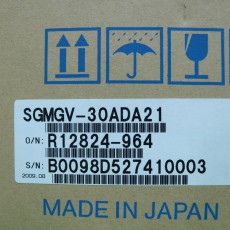 SGMGV-30ADA21
O/N: R12824-964
S/N: B0098D527410003
2009.08
MADE IN JAPAN